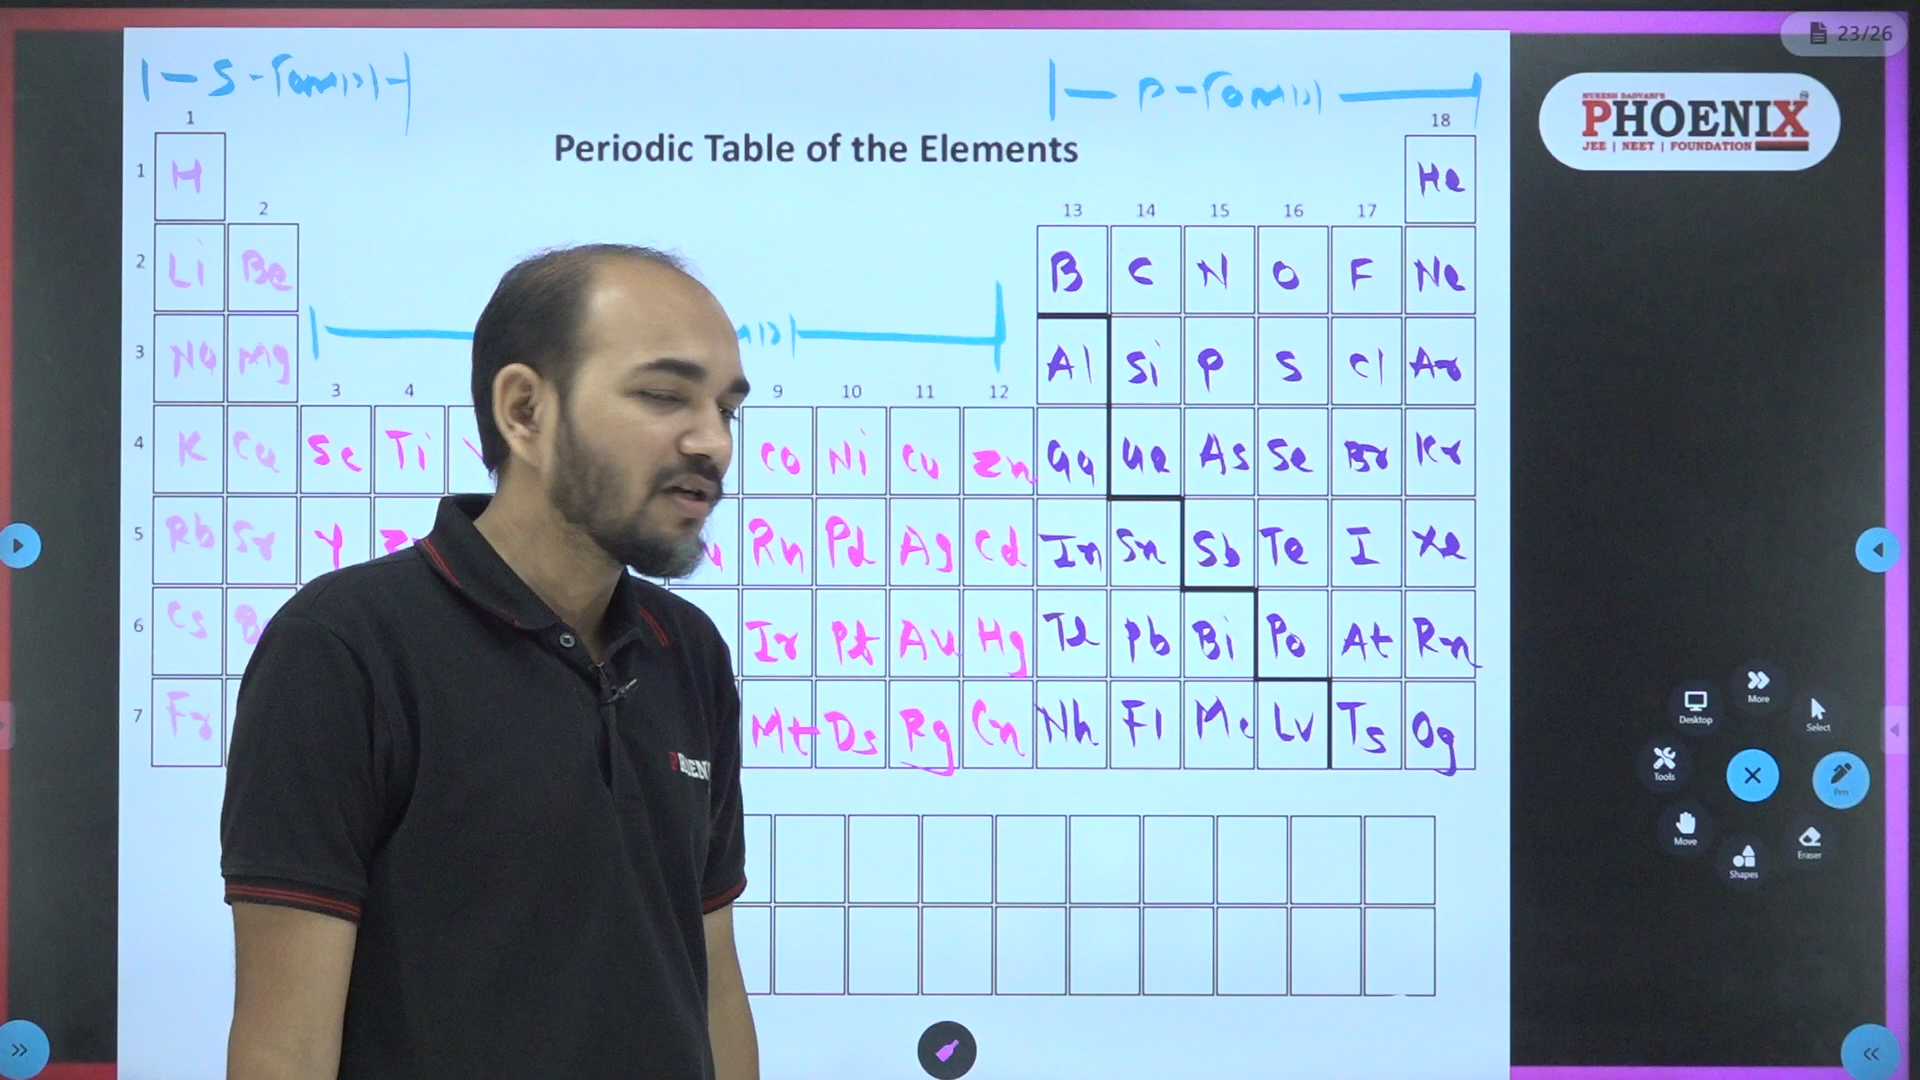 23/26
|— S-Family —|
|— P-Family —|
MUKESH DADVANI'S
PHOENIX
JEE | NEET | FOUNDATION
1
18
Periodic Table of the Elements
1 H He
2 13 14 15 16 17
2 Li Be B C N O F Ne
3 Na Mg Al Si P S Cl Ar
3 4 9 10 11 12
4 K Ca Sc Ti Co Ni Cu Zn Ga Ge As Se Br Kr
5 Rb Sr Y Rh Pd Ag Cd In Sn Sb Te I Xe
6 Cs Ir Pt Au Hg Tl Pb Bi Po At Rn
7 Fr Mt Ds Rg Cn Nh Fl Mc Lv Ts Og
More
Desktop
Select
Tools
Pen
Move
Eraser
Shapes